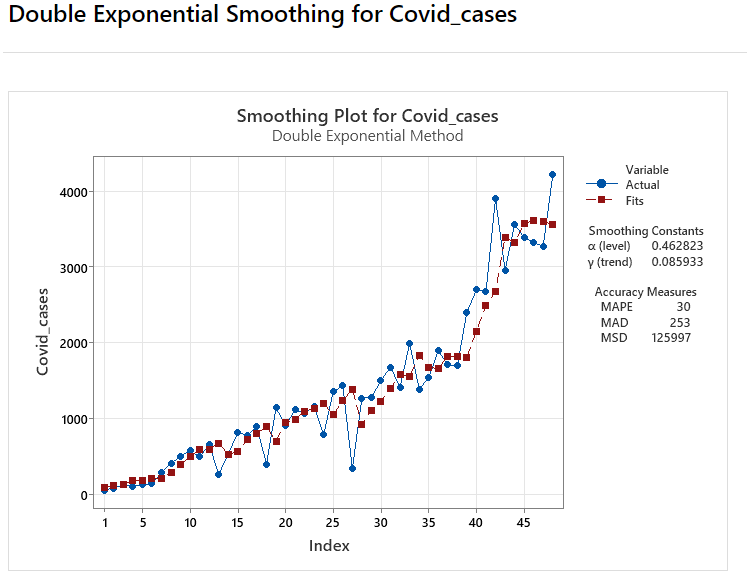 Double Exponential Smoothing for Covid_cases
Smoothing Plot for Covid_cases
Double Exponential Method
4000
3000
2000
1000
0
Covid_cases
1 5 10 15 20 25 30 35 40 45
Index
Variable
Actual
Fits
Smoothing Constants
α (level) 0.462823
γ (trend) 0.085933
Accuracy Measures
MAPE 30
MAD 253
MSD 125997